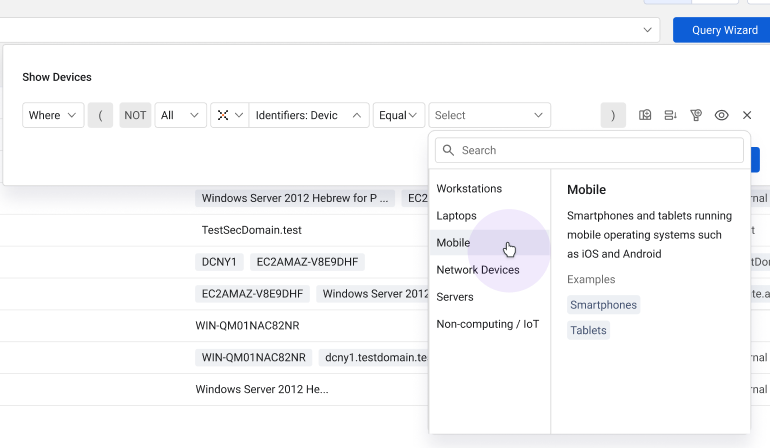 Query Wizard
Show Devices
Where ( NOT All Identifiers: Devic Equal Select )
Search
Workstations
Laptops
Mobile
Network Devices
Servers
Non-computing / IoT
Mobile
Smartphones and tablets running
mobile operating systems such
as iOS and Android
Examples
Smartphones
Tablets
Windows Server 2012 Hebrew for P ... EC2
TestSecDomain.test
DCNY1 EC2AMAZ-V8E9DHF
EC2AMAZ-V8E9DHF Windows Server 2012
WIN-QM01NAC82NR
WIN-QM01NAC82NR dcny1.testdomain.te
Windows Server 2012 He...